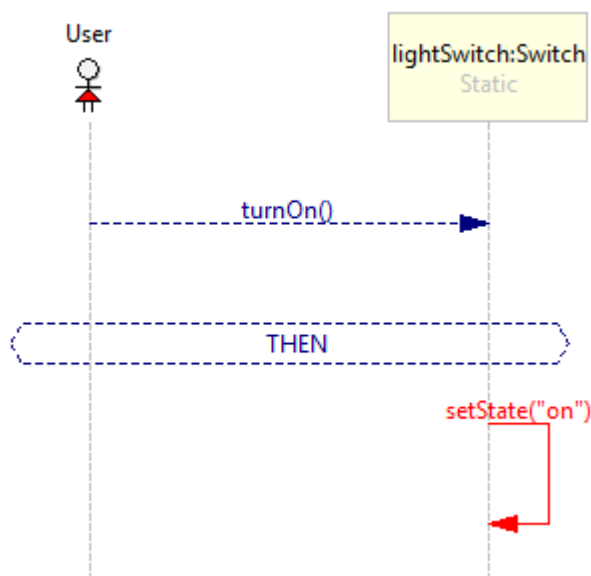 User
lightSwitch:Switch
Static
turnOn()
THEN
setState("on")